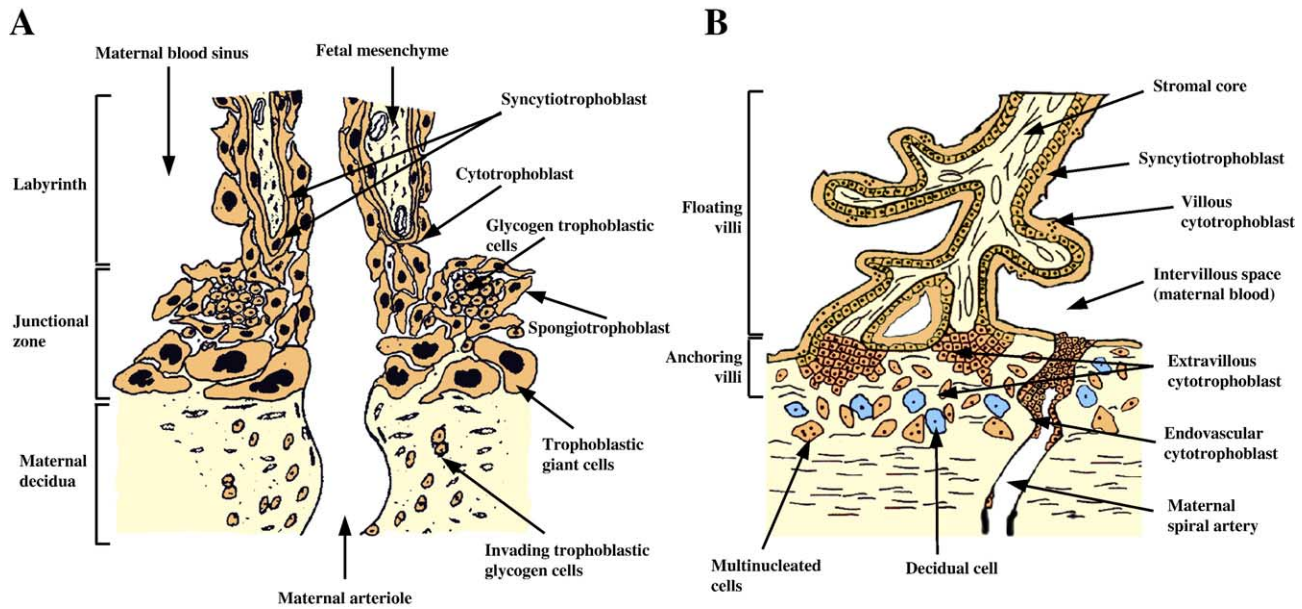 A
Maternal blood sinus
Fetal mesenchyme
Syncytiotrophoblast
Labyrinth
Cytotrophoblast
Glycogen trophoblastic
cells
Junctional
zone
Spongiotrophoblast
Maternal
decidua
Trophoblastic
giant cells
Invading trophoblastic
glycogen cells
Maternal arteriole
B
Stromal core
Syncytiotrophoblast
Floating
villi
Villous
cytotrophoblast
Intervillous space
(maternal blood)
Anchoring
villi
Extravillous
cytotrophoblast
Endovascular
cytotrophoblast
Maternal
spiral artery
Multinucleated
cells
Decidual cell